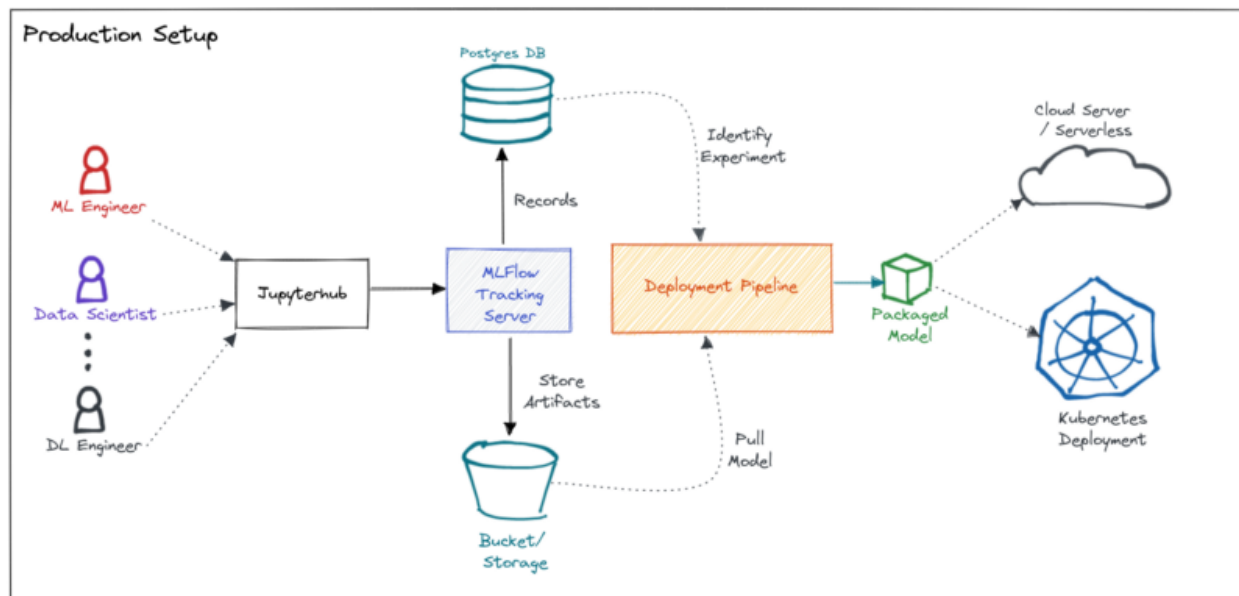 Production Setup
Postgres DB
Cloud Server
/ Serverless
Identify
Experiment
ML Engineer
Records
Data Scientist
Jupyterhub
MLFlow
Tracking
Server
Deployment Pipeline
Packaged
Model
Store
Artifacts
DL Engineer
Pull
Model
Kubernetes
Deployment
Bucket/
Storage